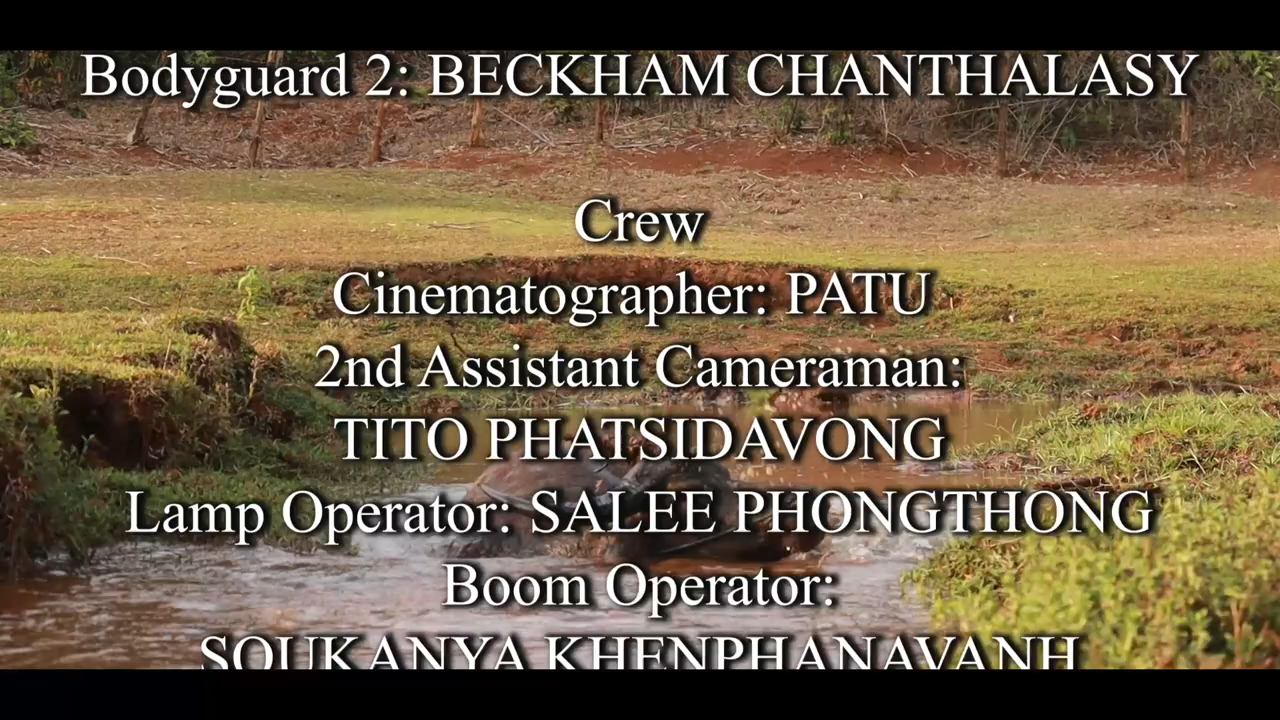 Bodyguard 2: BECKHAM CHANTHALASY
Crew
Cinematographer: PATU
2nd Assistant Cameraman:
TITO PHATSIDAVONG
Lamp Operator: SALEE PHONGTHONG
Boom Operator:
SOUKANYA KHENPHANAVANH